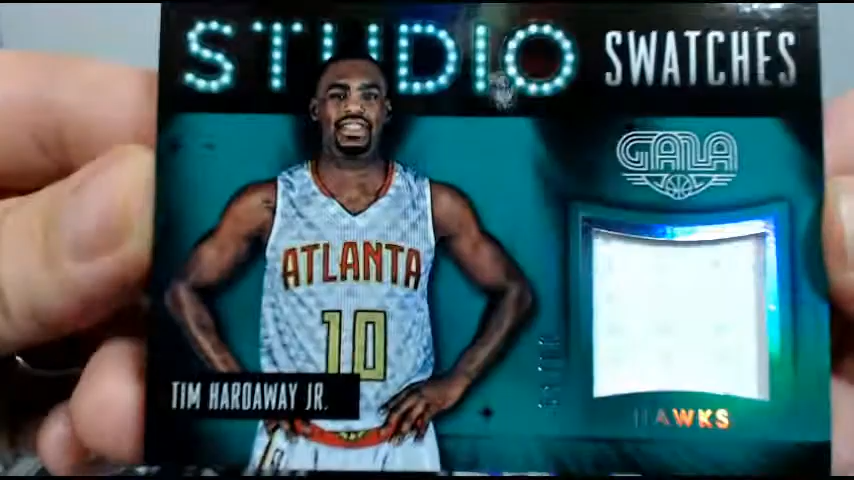 STUDIO SWATCHES
GALA
ATLANTA
10
TIM HARDAWAY JR.
HAWKS